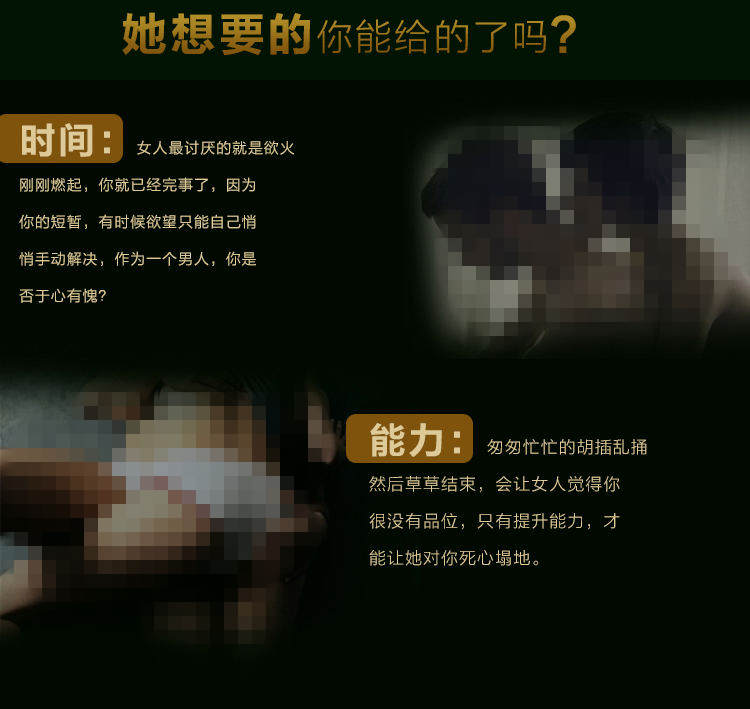 她想要的你能给的了吗?
时间: 女人最讨厌的就是欲火
刚刚燃起，你就已经完事了，因为
你的短暂，有时候欲望只能自己悄
悄手动解决，作为一个男人，你是
否于心有愧?
能力: 匆匆忙忙的胡插乱捅
然后草草结束，会让女人觉得你
很没有品位，只有提升能力，才
能让她对你死心塌地。